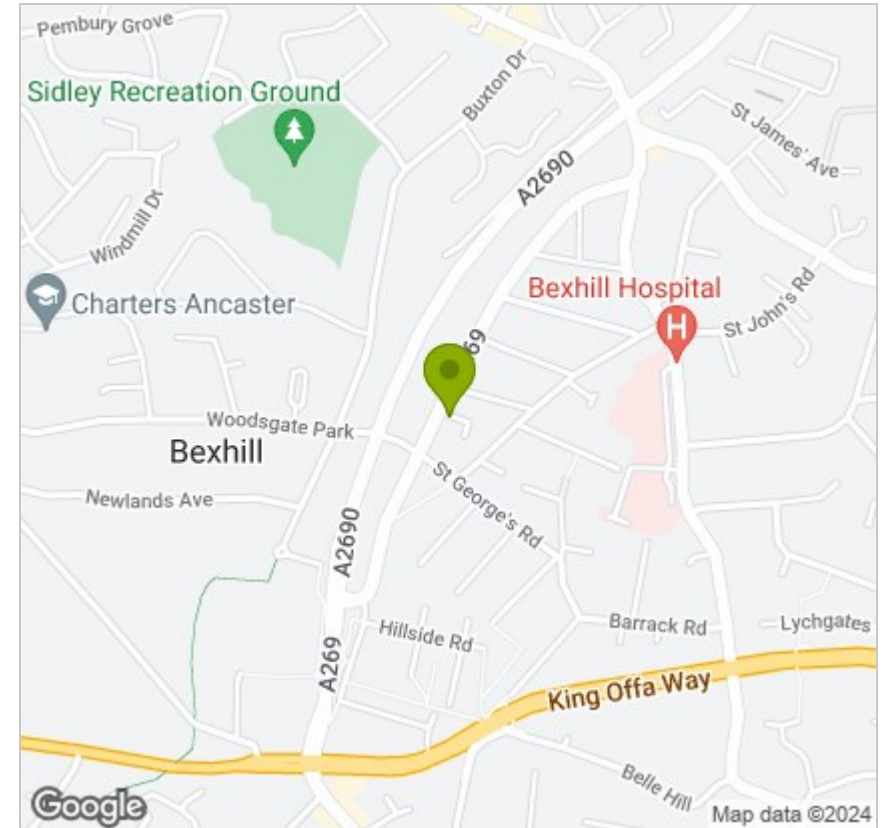 Pembury Grove
Sidley Recreation Ground
Buxton Dr
St James' Ave
A2690
Windmill Dr
Bexhill Hospital
H
St John's Rd
Charters Ancaster
69
Woodsgate Park
Bexhill
St George's Rd
Newlands Ave
A2690
Barrack Rd
Lychgates
Hillside Rd
A269
King Offa Way
Belle Hill
Google
Map data ©2024